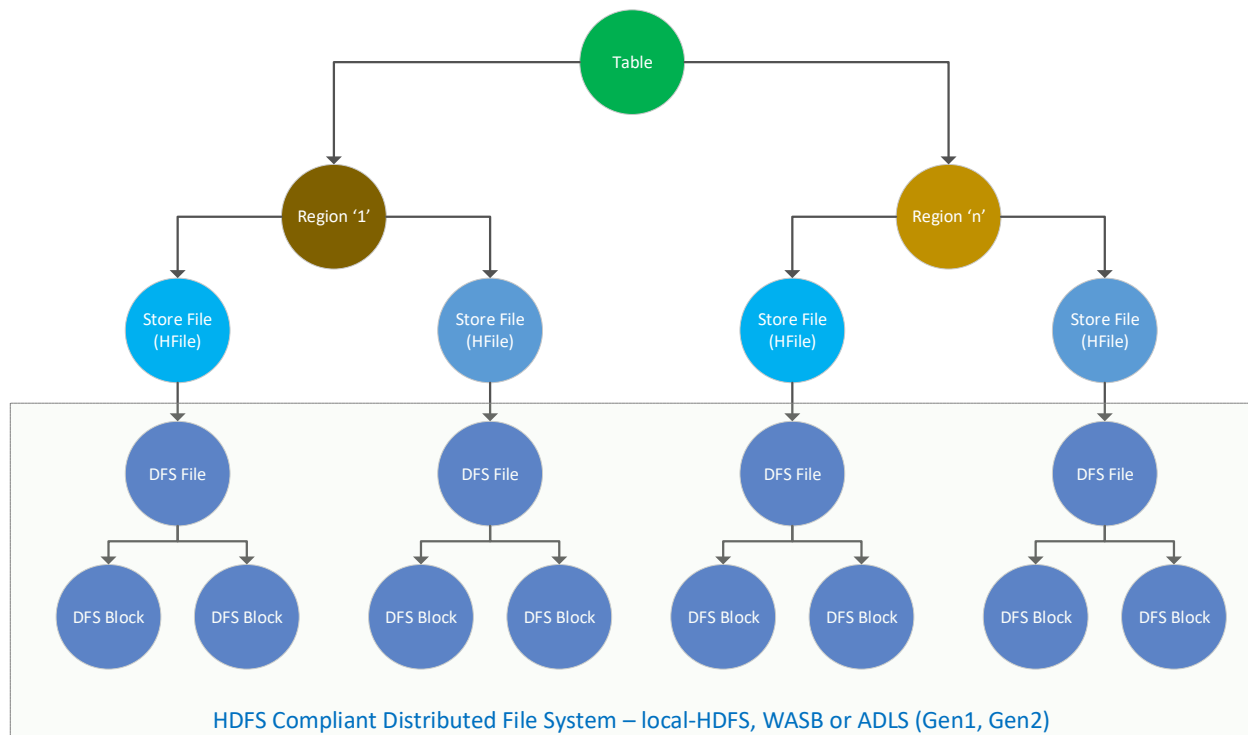 Table
Region ‘1’
Region ‘n’
Store File
(HFile)
Store File
(HFile)
Store File
(HFile)
Store File
(HFile)
DFS File
DFS File
DFS File
DFS File
DFS Block
DFS Block
DFS Block
DFS Block
DFS Block
DFS Block
DFS Block
DFS Block
HDFS Compliant Distributed File System – local-HDFS, WASB or ADLS (Gen1, Gen2)